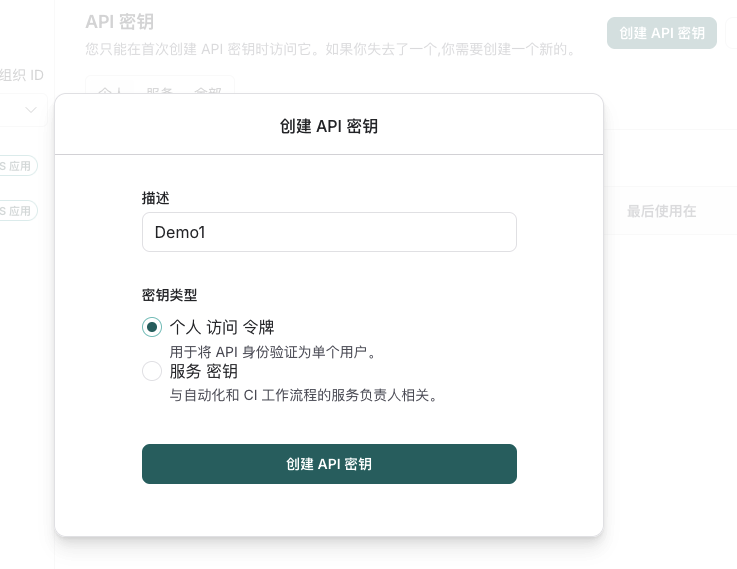 API 密钥
创建 API 密钥
您只能在首次创建 API 密钥时访问它。如果你失去了一个,你需要创建一个新的。
组织 ID
个人 服务 全部
创建 API 密钥
S 应用
描述
Demo1
S 应用
最后使用在
密钥类型
个人 访问 令牌
用于将 API 身份验证为单个用户。
服务 密钥
与自动化和 CI 工作流程的服务负责人相关。
创建 API 密钥